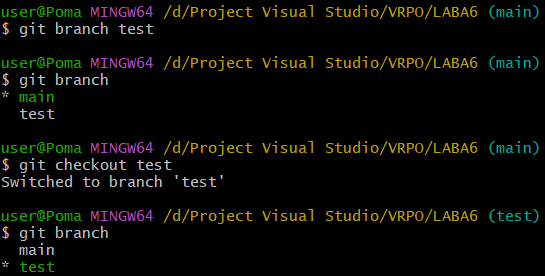 user@Poma MINGW64 /d/Project Visual Studio/VRPO/LABA6 (main)
$ git branch test
user@Poma MINGW64 /d/Project Visual Studio/VRPO/LABA6 (main)
$ git branch
* main
  test
user@Poma MINGW64 /d/Project Visual Studio/VRPO/LABA6 (main)
$ git checkout test
Switched to branch 'test'
user@Poma MINGW64 /d/Project Visual Studio/VRPO/LABA6 (test)
$ git branch
  main
* test